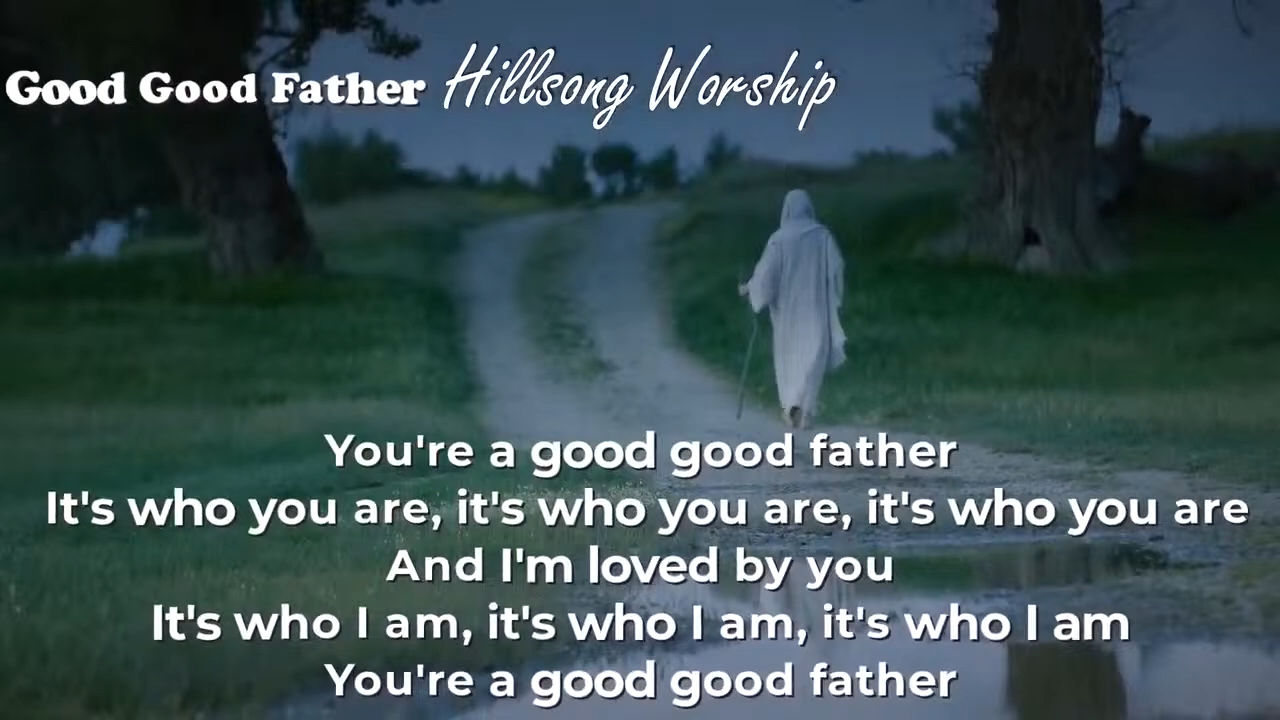 Good Good Father Hillsong Worship
You're a good good father
It's who you are, it's who you are, it's who you are
And I'm loved by you
It's who I am, it's who I am, it's who I am
You're a good good father